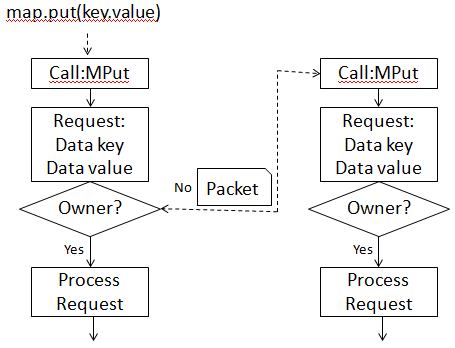 map.put(key.value)
Call:MPut
Request:
Data key
Data value
Owner?
No
Packet
Yes
Process
Request
Call:MPut
Request:
Data key
Data value
Owner?
Yes
Process
Request